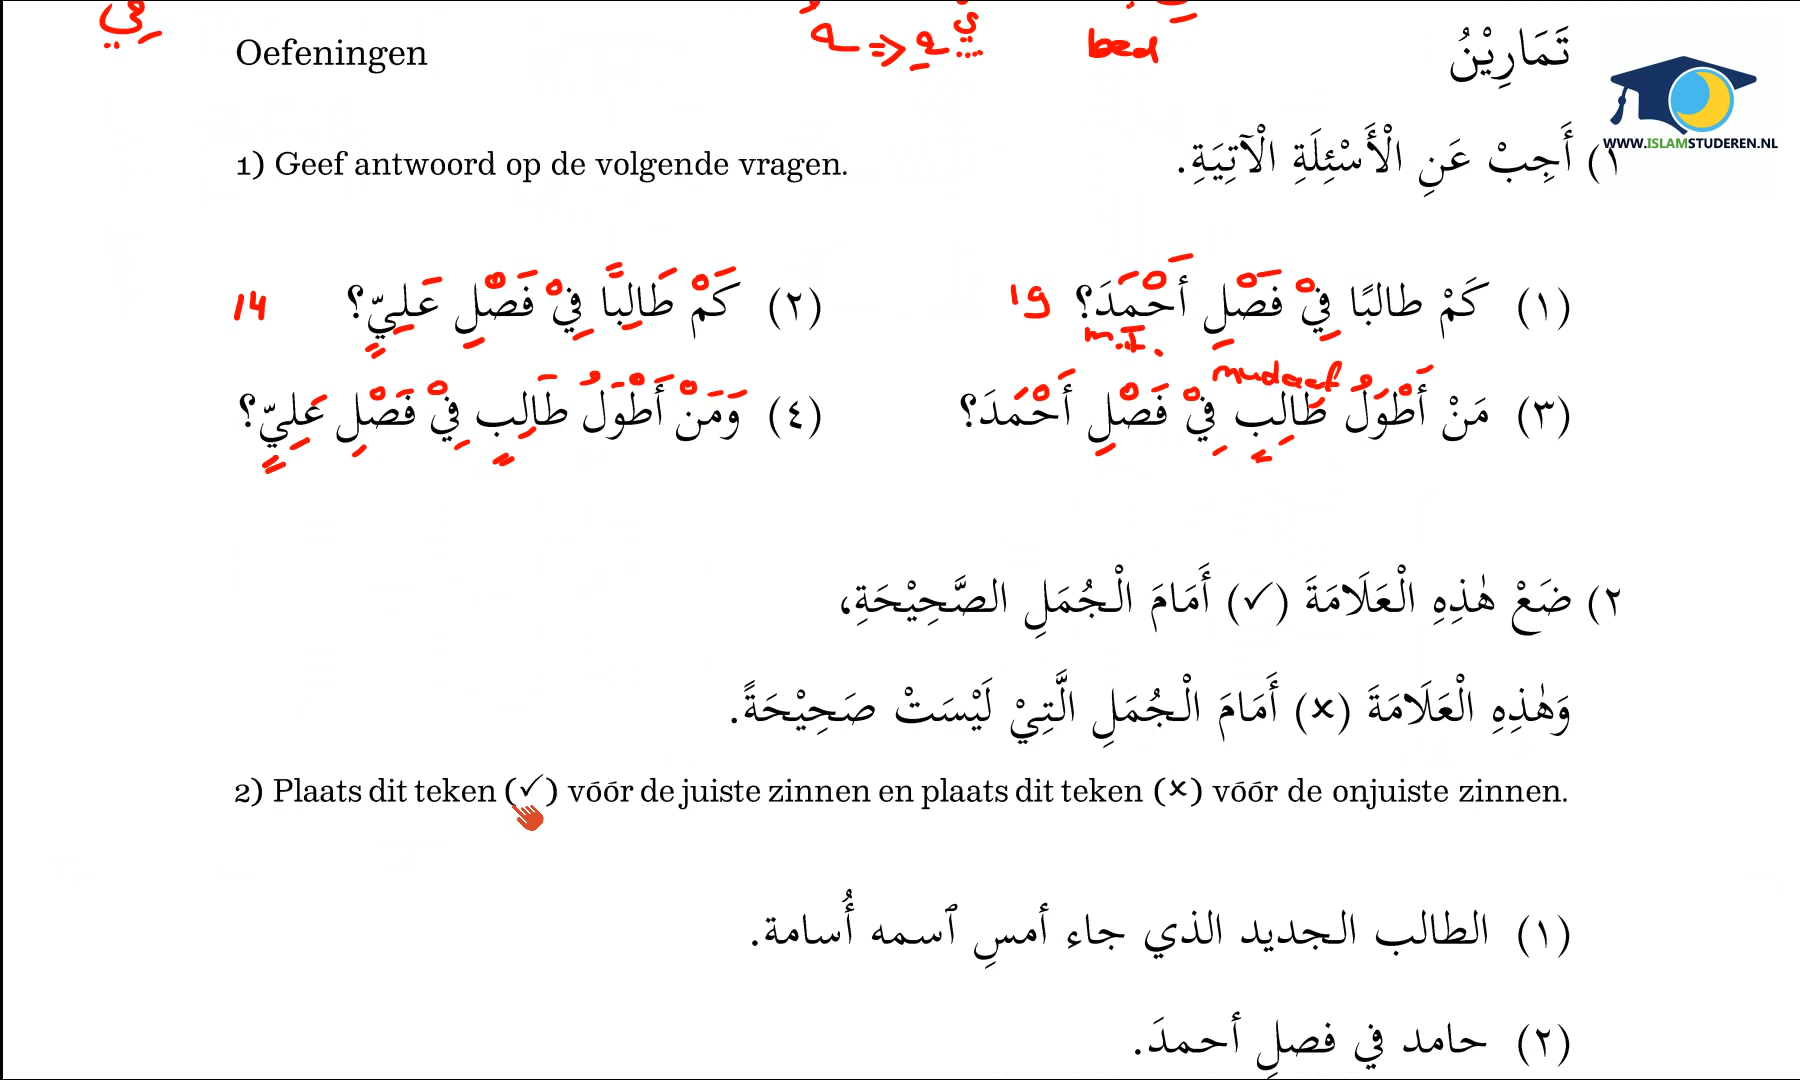 فِي
a => a يَ
bed
Oefeningen
تَمَارِيْنُ
WWW.ISLAMSTUDEREN.NL
1) Geef antwoord op de volgende vragen.
١) أَجِبْ عَنِ الْأَسْئِلَةِ الْآتِيَةِ.
(١) كَمْ طالبًا فِيْ فَصْلِ أَحْمَدَ؟ 19
m.I.
(٢) كَمْ طَالِبًا فِيْ فَصْلِ عَلِيٍّ؟ 14
mudaaf
(٣) مَنْ أَطْوَلُ طَالِبٍ فِيْ فَصْلِ أَحْمَدَ؟
(٤) وَمَنْ أَطْوَلُ طَالِبٍ فِيْ فَصْلِ عَلِيٍّ؟
٢) ضَعْ هٰذِهِ الْعَلَامَةَ (✓) أَمَامَ الْجُمَلِ الصَّحِيْحَةِ،
وَهٰذِهِ الْعَلَامَةَ (×) أَمَامَ الْجُمَلِ الَّتِيْ لَيْسَتْ صَحِيْحَةً.
2) Plaats dit teken (✓) vóór de juiste zinnen en plaats dit teken (×) vóór de onjuiste zinnen.
(١) الطالب الجديد الذي جاء أمسِ ٱسمه أُسامة.
(٢) حامد في فصلِ أحمدَ.